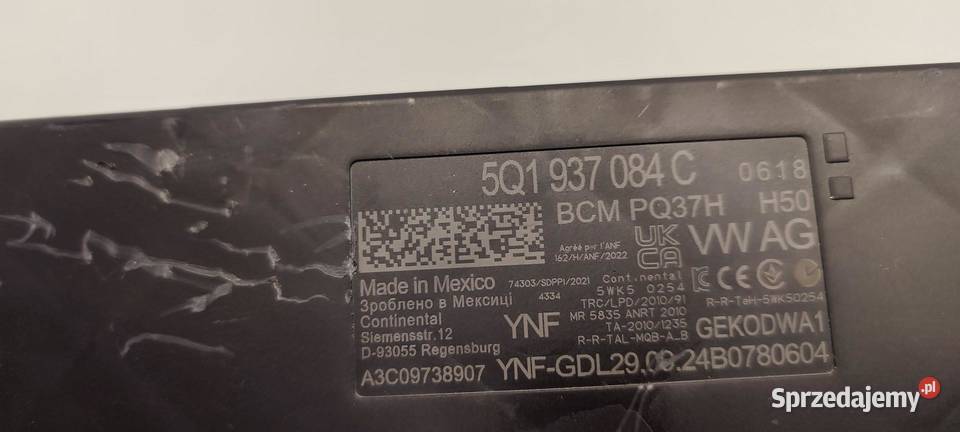 5Q1 937 084 C 0618
BCM PQ37H H50
Agréé par l'ANF
162/H/ANF/2022
UK
CA
VW AG
Made in Mexico
74303/SDPPI/2021
4334
Зроблено в Мексиці
Continental
Siemensstr.12
D-93055 Regensburg
A3C09738907
YNF
Continental
5WK5 0254
TRC/LPD/2010/91
MR 5835 ANRT 2010
TA-2010/1235
R-R-TAL-MQB-A_B
CE
R-R-TaH-5WK50254
GEKODWA1
YNF-GDL29.09.24B0780604
Sprzedajemy.pl